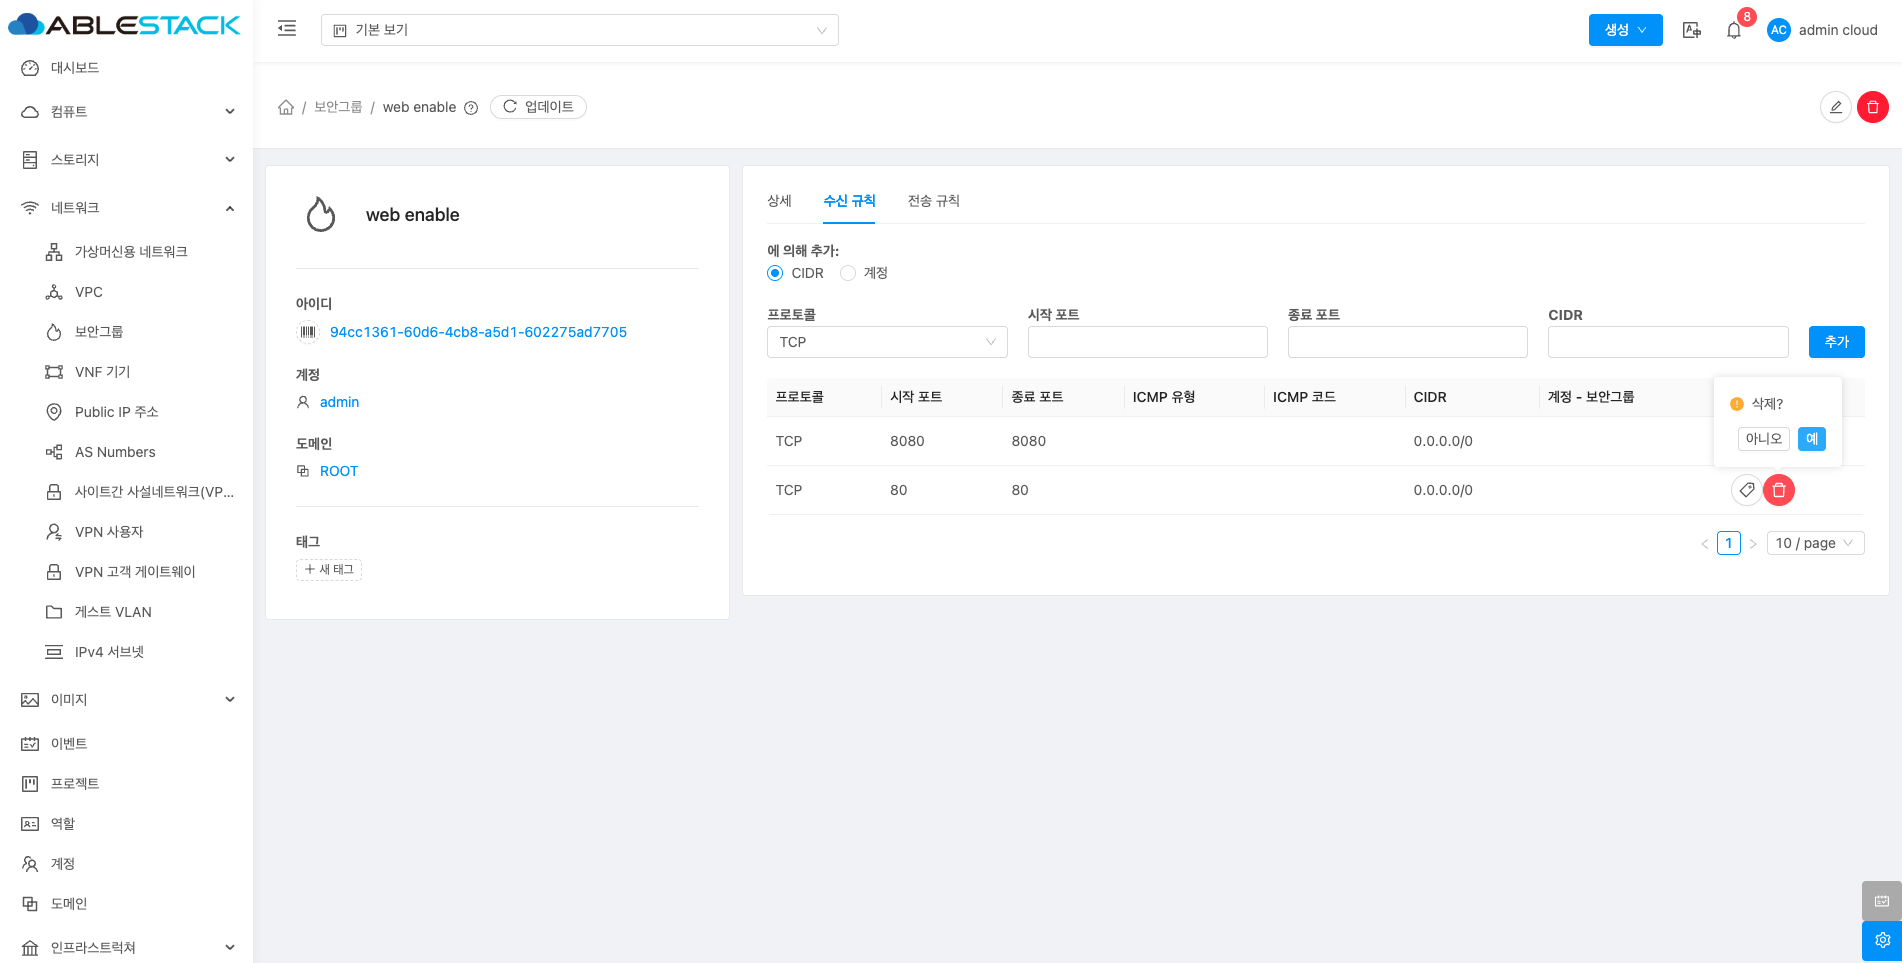 ABLESTACK
기본 보기
생성
8
AC
admin cloud
대시보드
컴퓨트
스토리지
네트워크
가상머신용 네트워크
VPC
보안그룹
VNF 기기
Public IP 주소
AS Numbers
사이트간 사설네트워크(VP...
VPN 사용자
VPN 고객 게이트웨이
게스트 VLAN
IPv4 서브넷
이미지
이벤트
프로젝트
역할
계정
도메인
인프라스트럭쳐
/ 보안그룹 / web enable 업데이트
web enable
아이디
94cc1361-60d6-4cb8-a5d1-602275ad7705
계정
admin
도메인
ROOT
태그
+ 새 태그
상세 수신 규칙 전송 규칙
에 의해 추가:
CIDR 계정
프로토콜 시작 포트 종료 포트 CIDR
TCP 추가
프로토콜 시작 포트 종료 포트 ICMP 유형 ICMP 코드 CIDR 계정 - 보안그룹
삭제?
아니오 예
TCP 8080 8080 0.0.0.0/0
TCP 80 80 0.0.0.0/0
< 1 > 10 / page